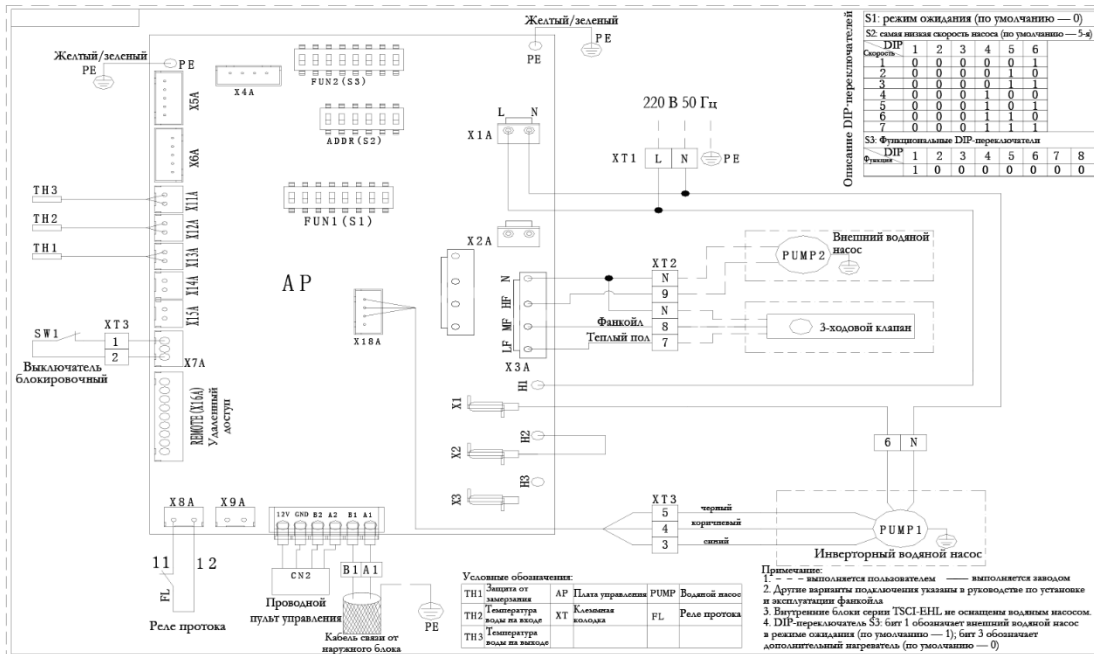 Желтый/зеленый
PE
PE
Желтый/зеленый
PE
PE
X5A
X4A
FUN2(S3)
ADDR(S2)
X6A
FUN1(S1)
TH3
X11A
TH2
X12A
TH1
X13A
X14A
X15A
AP
X18A
SW1
XT3
1
2
X7A
Выключатель
блокировочный
REMOTE(X16A)
Удаленный
доступ
L N
X1A
220 В 50 Гц
XT1 L N PE
X2A
N
HF
MF
LF
X3A
XT2
N
9
N
8
7
Фанкойл
Теплый пол
PUMP2
Внешний водяной
насос
3-ходовой клапан
H1
X1
H2
X2
H3
X3
6 N
XT3
5 черный
4 коричневый
3 синий
PUMP1
Инверторный водяной насос
X8A
X9A
11 12
FL
Реле протока
12V GND B2 A2 B1 A1
CN2
Проводной
пульт управления
B1 A1
Кабель связи от
наружного блока
PE
Описание DIP-переключателей
S1: режим ожидания (по умолчанию — 0)
S2: самая низкая скорость насоса (по умолчанию — 5-я)
DIP Скорость 1 2 3 4 5 6
1 0 0 0 0 0 1
2 0 0 0 0 1 0
3 0 0 0 0 1 1
4 0 0 0 1 0 0
5 0 0 0 1 0 1
6 0 0 0 1 1 0
7 0 0 0 1 1 1
S3: Функциональные DIP-переключатели
DIP Функция 1 2 3 4 5 6 7 8
1 0 0 0 0 0 0 0
Условные обозначения:
TH1 Защита от замерзания AP Плата управления PUMP Водяной насос
TH2 Температура воды на входе XT Клеммная колодка FL Реле протока
TH3 Температура воды на выходе
Примечание:
1. – – – выполняется пользователем —— выполняется заводом
2. Другие варианты подключения указаны в руководстве по установке
и эксплуатации фанкойла
3. Внутренние блоки серии TSCI-EHL не оснащены водяным насосом.
4. DIP-переключатель S3: бит 1 обозначает внешний водяной насос
в режиме ожидания (по умолчанию — 1); бит 3 обозначает
дополнительный нагреватель (по умолчанию — 0)